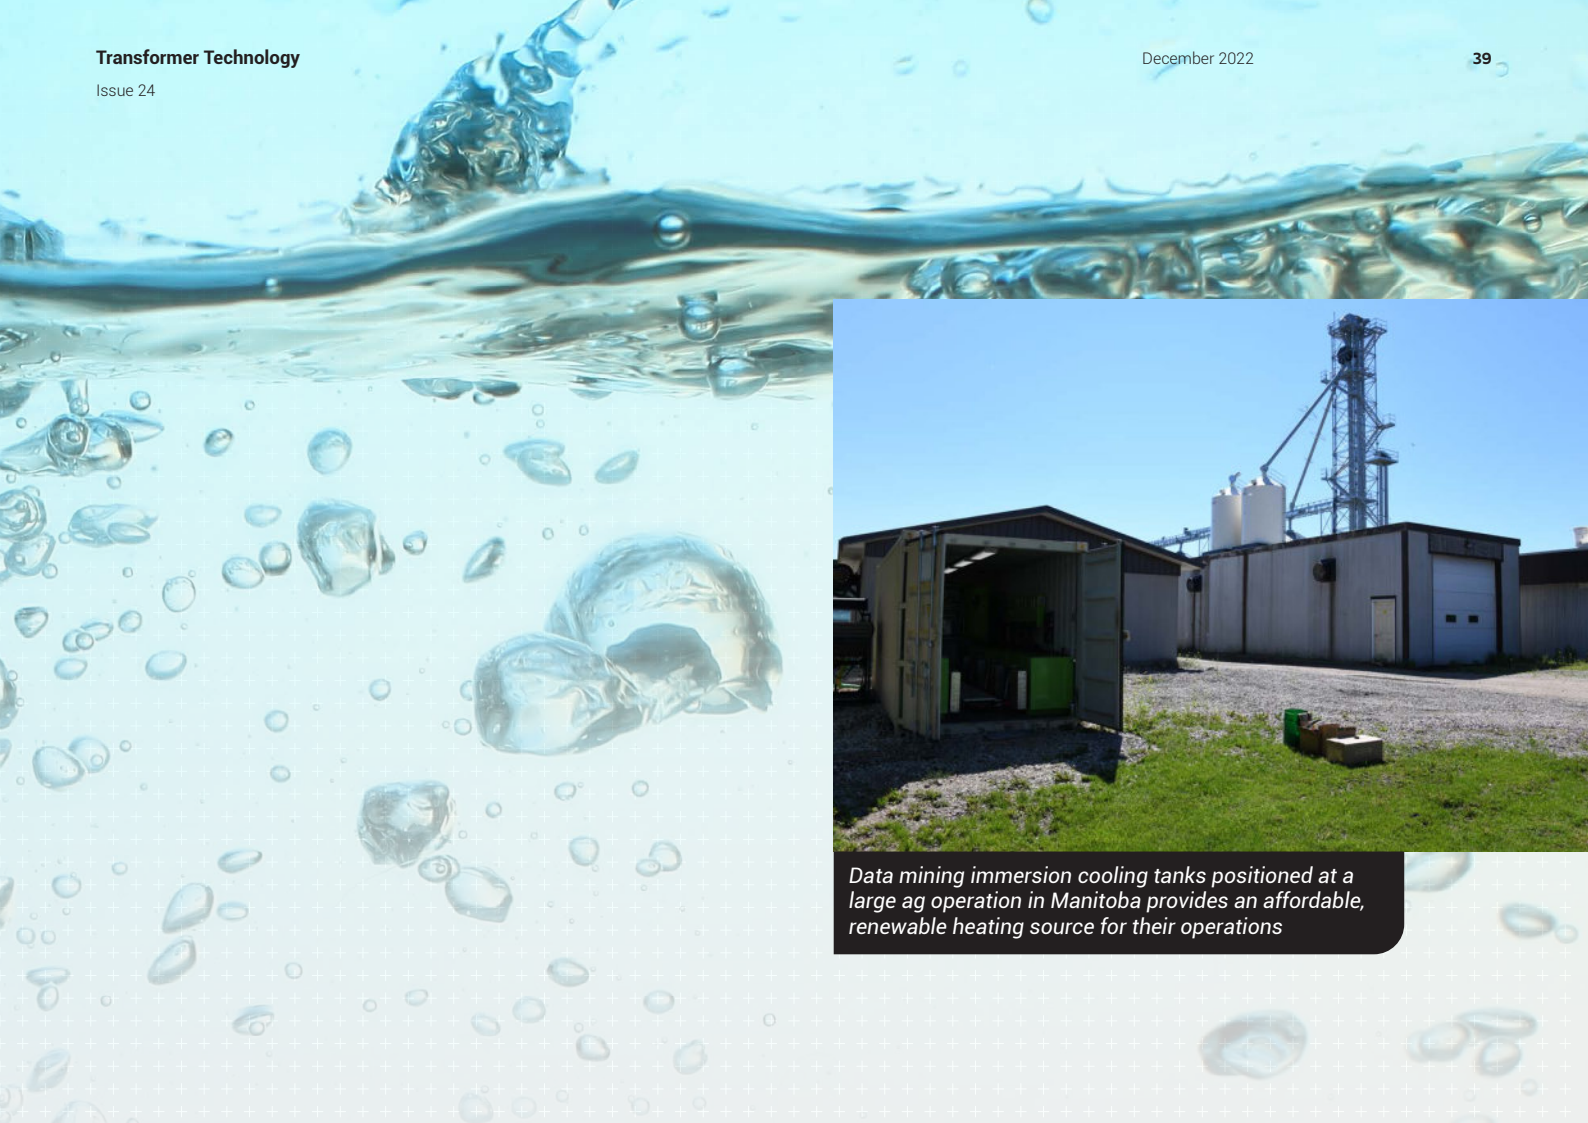 Transformer Technology
Issue 24
December 2022
39
Data mining immersion cooling tanks positioned at a
large ag operation in Manitoba provides an affordable,
renewable heating source for their operations